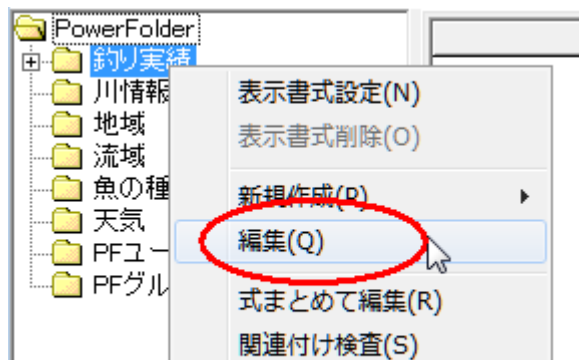 PowerFolder
釣り実績
川情報
地域
流域
魚の種
天気
PFユー
PFグル
表示書式設定(N)
表示書式削除(O)
新規作成(P)
編集(Q)
式まとめて編集(R)
関連付け検査(S)